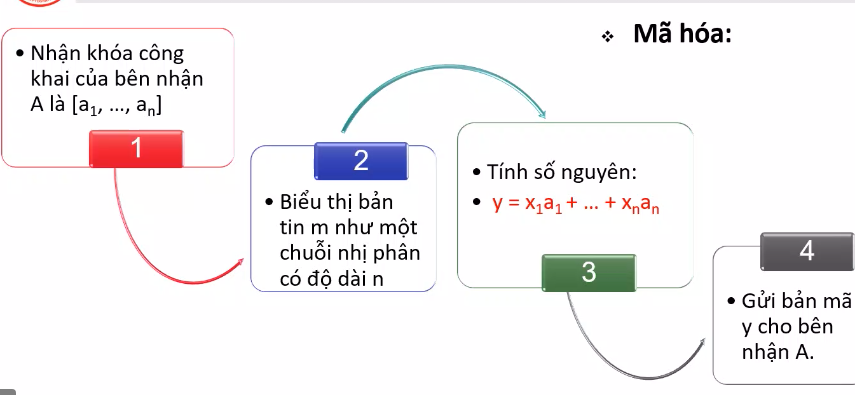 ❖ Mã hóa:
• Nhận khóa công
khai của bên nhận
A là [a₁, ..., aₙ]
1
2
• Biểu thị bản
tin m như một
chuỗi nhị phân
có độ dài n
• Tính số nguyên:
• y = x₁a₁ + ... + xₙaₙ
3
4
• Gửi bản mã
y cho bên
nhận A.